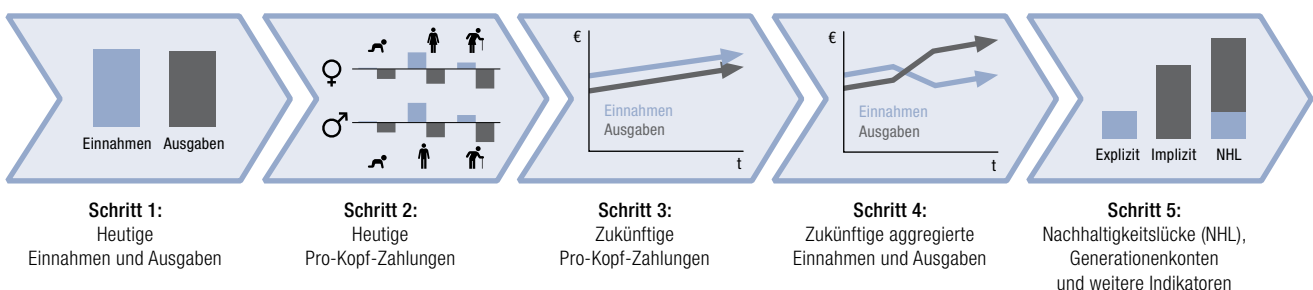 Einnahmen Ausgaben
€
Einnahmen
Ausgaben
t
€
Einnahmen
Ausgaben
t
Explizit Implizit NHL
Schritt 1:
Heutige
Einnahmen und Ausgaben
Schritt 2:
Heutige
Pro-Kopf-Zahlungen
Schritt 3:
Zukünftige
Pro-Kopf-Zahlungen
Schritt 4:
Zukünftige aggregierte
Einnahmen und Ausgaben
Schritt 5:
Nachhaltigkeitslücke (NHL),
Generationenkonten
und weitere Indikatoren